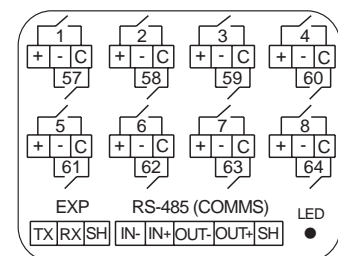 1 2 3 4
+ - C + - C + - C + - C
57 58 59 60
5 6 7 8
+ - C + - C + - C + - C
61 62 63 64
EXP RS-485 (COMMS) LED
TX RX SH IN- IN+ OUT- OUT+ SH